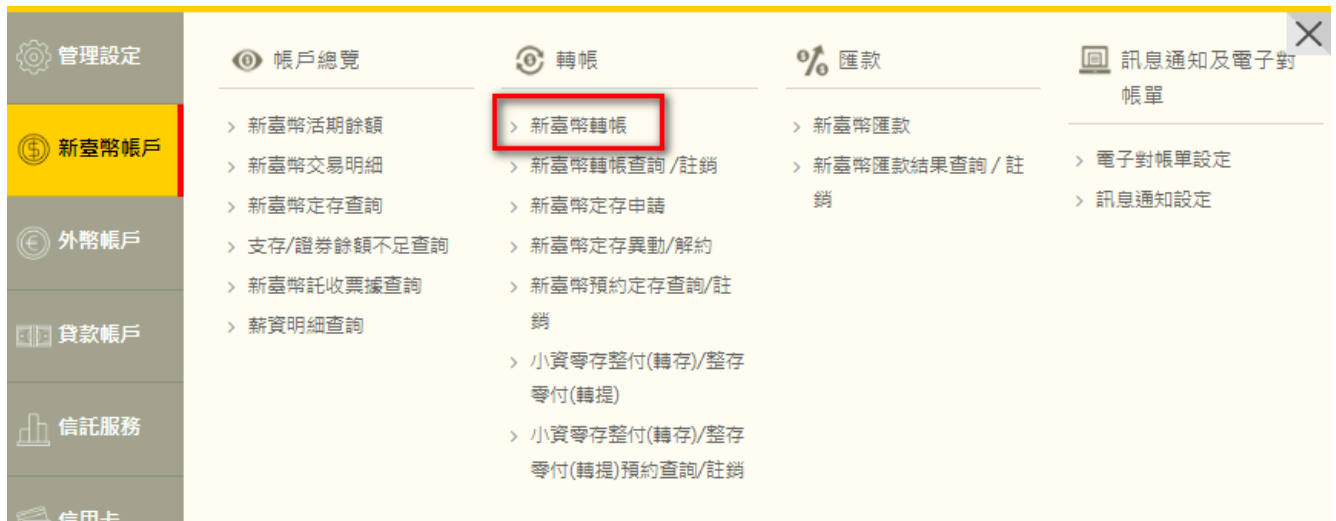 管理設定
新臺幣帳戶
外幣帳戶
貸款帳戶
信託服務
信用卡
帳戶總覽
新臺幣活期餘額
新臺幣交易明細
新臺幣定存查詢
支存/證券餘額不足查詢
新臺幣託收票據查詢
薪資明細查詢
轉帳
新臺幣轉帳
新臺幣轉帳查詢/註銷
新臺幣定存申請
新臺幣定存異動/解約
新臺幣預約定存查詢/註
銷
小資零存整付(轉存)/整存
零付(轉提)
小資零存整付(轉存)/整存
零付(轉提)預約查詢/註銷
匯款
新臺幣匯款
新臺幣匯款結果查詢/註
銷
訊息通知及電子對
帳單
電子對帳單設定
訊息通知設定